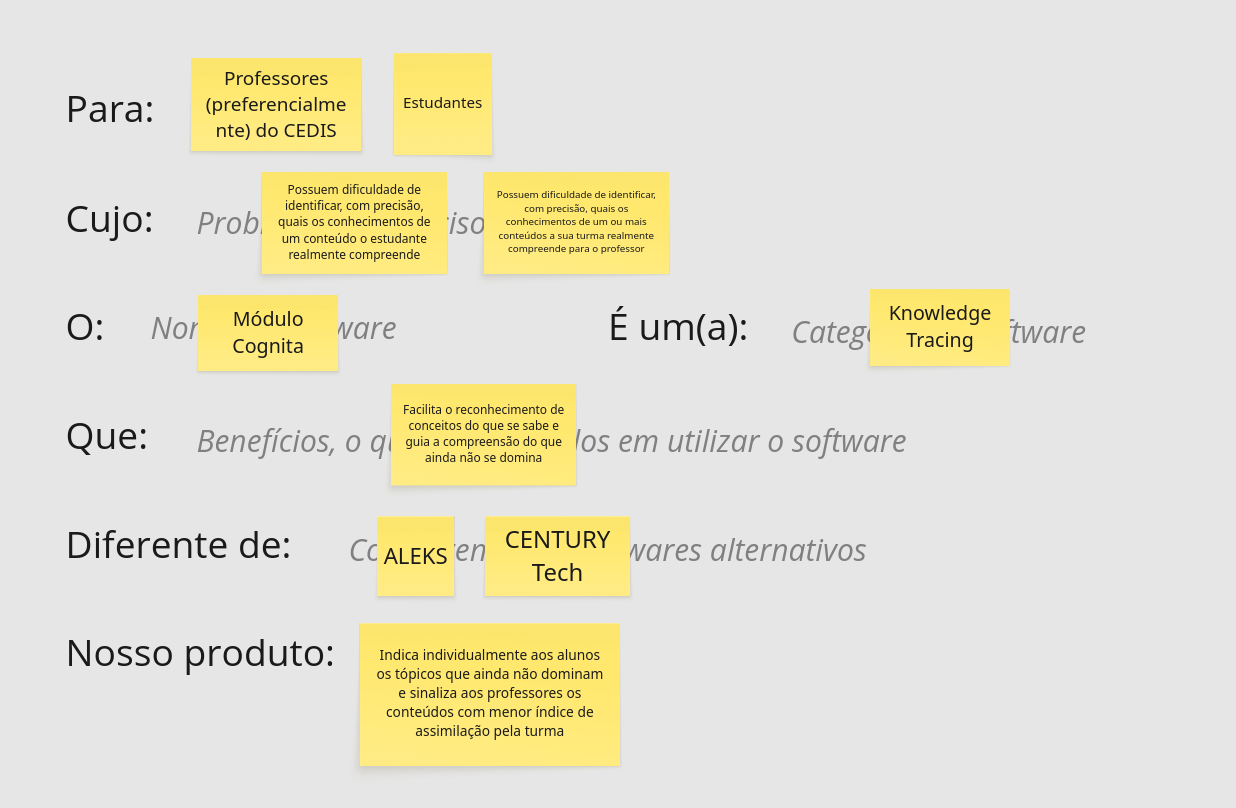 Para:
Professores
(preferencialme
nte) do CEDIS
Estudantes
Cujo:
Possuem dificuldade de
identificar, com precisão,
quais os conhecimentos de
um conteúdo o estudante
realmente compreende
Possuem dificuldade de identificar,
com precisão, quais os
conhecimentos de um ou mais
conteúdos a sua turma realmente
compreende para o professor
O:
Módulo
Cognita
É um(a):
Knowledge
Tracing
Que:
Benefícios, o em utilizar o software
Facilita o reconhecimento de
conceitos do que se sabe e
guia a compreensão do que
ainda não se domina
Diferente de:
alternativos
ALEKS
CENTURY
Tech
Nosso produto:
Indica individualmente aos alunos
os tópicos que ainda não dominam
e sinaliza aos professores os
conteúdos com menor índice de
assimilação pela turma